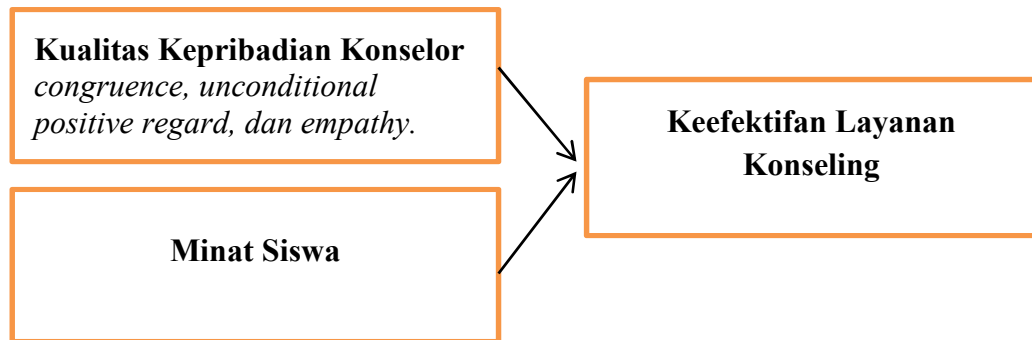 Kualitas Kepribadian Konselor
congruence, unconditional
positive regard, dan empathy.
Minat Siswa
Keefektifan Layanan
Konseling